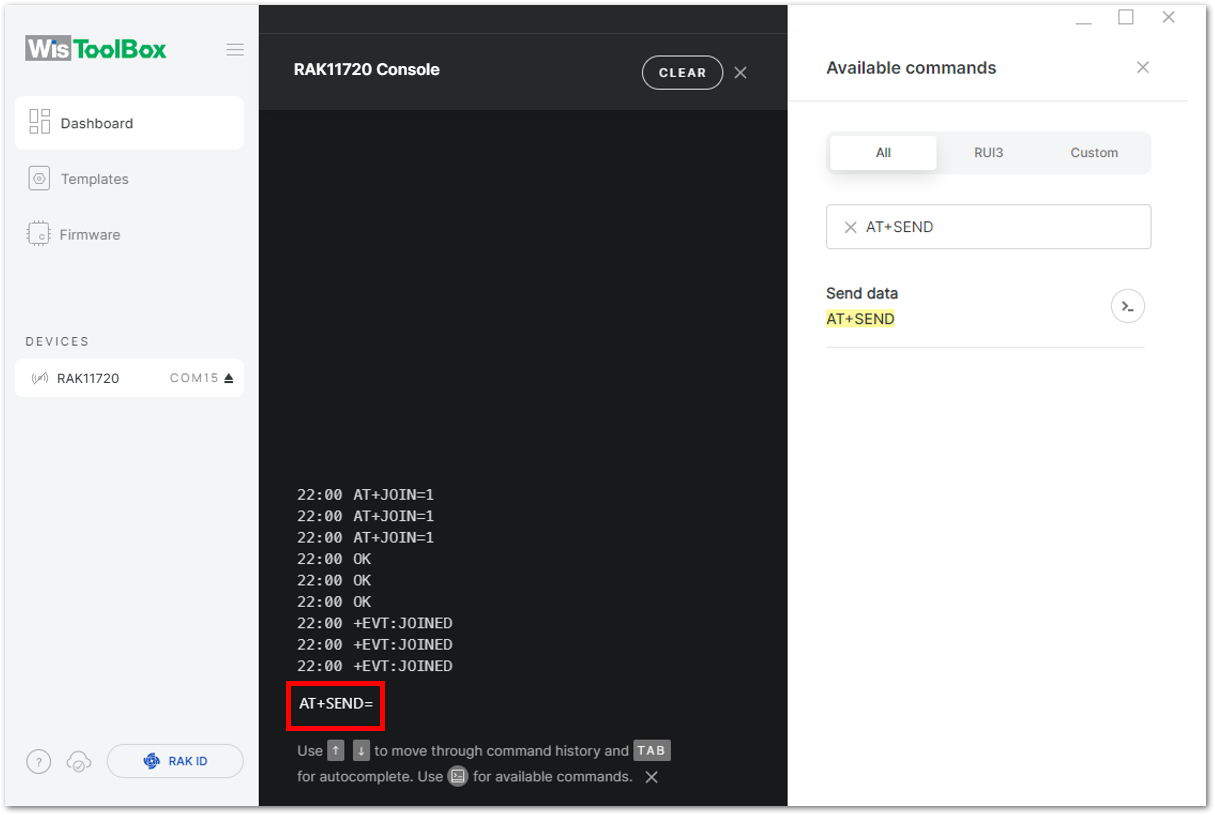 WisToolBox
Dashboard
Templates
Firmware
DEVICES
RAK11720 COM15
?
RAK ID
RAK11720 Console
CLEAR
22:00 AT+JOIN=1
22:00 AT+JOIN=1
22:00 AT+JOIN=1
22:00 OK
22:00 OK
22:00 OK
22:00 +EVT:JOINED
22:00 +EVT:JOINED
22:00 +EVT:JOINED
AT+SEND=
Use ↑ ↓ to move through command history and TAB
for autocomplete. Use for available commands.
Available commands
All RUI3 Custom
AT+SEND
Send data
AT+SEND